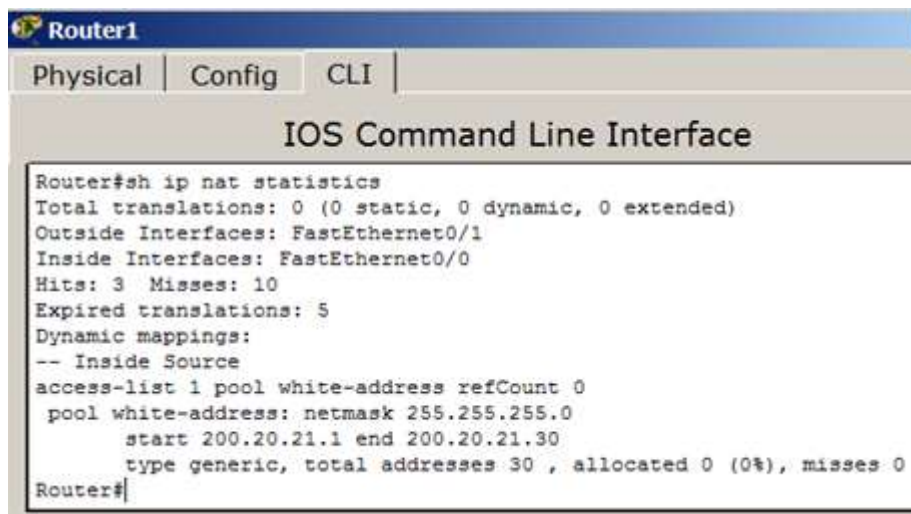 Router1
Physical Config CLI
IOS Command Line Interface
Router#sh ip nat statistics
Total translations: 0 (0 static, 0 dynamic, 0 extended)
Outside Interfaces: FastEthernet0/1
Inside Interfaces: FastEthernet0/0
Hits: 3  Misses: 10
Expired translations: 5
Dynamic mappings:
-- Inside Source
access-list 1 pool white-address refCount 0
 pool white-address: netmask 255.255.255.0
       start 200.20.21.1 end 200.20.21.30
       type generic, total addresses 30 , allocated 0 (0%), misses 0
Router#